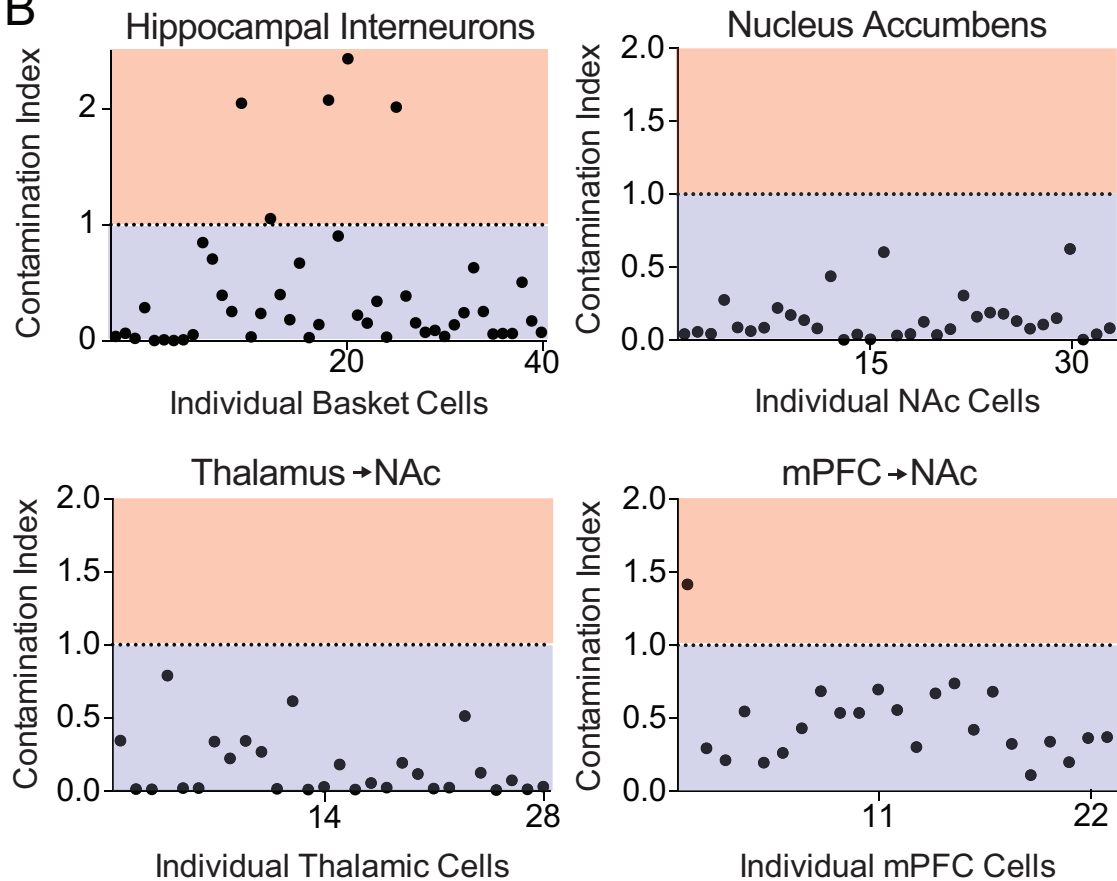 B
Hippocampal Interneurons
Contamination Index
2
1
0
20
40
Individual Basket Cells
Nucleus Accumbens
Contamination Index
2.0
1.5
1.0
0.5
0.0
15
30
Individual NAc Cells
Thalamus→NAc
Contamination Index
2.0
1.5
1.0
0.5
0.0
14
28
Individual Thalamic Cells
mPFC→NAc
Contamination Index
2.0
1.5
1.0
0.5
0.0
11
22
Individual mPFC Cells